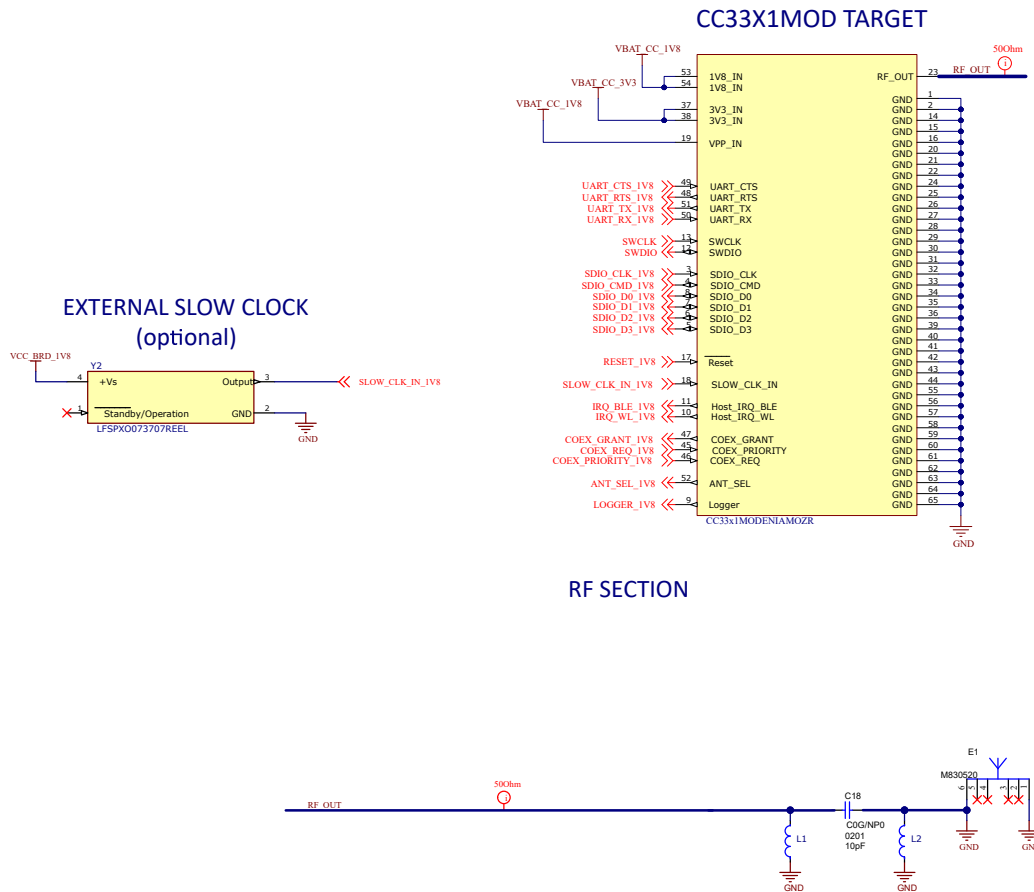 CC33X1MOD TARGET
VBAT_CC_1V8
50Ohm
53 1V8_IN
RF_OUT 23 RF_OUT
54 1V8_IN
VBAT_CC_3V3
GND 1
37 3V3_IN
GND 2
VBAT_CC_1V8
38 3V3_IN
GND 14
GND 15
19 VPP_IN
GND 16
GND 20
GND 21
GND 22
UART_CTS_1V8 49 UART_CTS
GND 24
UART_RTS_1V8 48 UART_RTS
GND 25
UART_TX_1V8 51 UART_TX
GND 26
UART_RX_1V8 50 UART_RX
GND 27
GND 28
SWCLK 13 SWCLK
GND 29
SWDIO 12 SWDIO
GND 30
GND 31
SDIO_CLK_1V8 3 SDIO_CLK
GND 32
SDIO_CMD_1V8 4 SDIO_CMD
GND 33
SDIO_D0_1V8 8 SDIO_D0
GND 34
SDIO_D1_1V8 7 SDIO_D1
GND 35
SDIO_D2_1V8 6 SDIO_D2
GND 36
SDIO_D3_1V8 5 SDIO_D3
GND 39
GND 40
GND 41
RESET_1V8 17 Reset
GND 42
GND 43
SLOW_CLK_IN_1V8 18 SLOW_CLK_IN
GND 44
GND 55
IRQ_BLE_1V8 11 Host_IRQ_BLE
GND 56
IRQ_WL_1V8 10 Host_IRQ_WL
GND 57
GND 58
COEX_GRANT_1V8 47 COEX_GRANT
GND 59
COEX_REQ_1V8 45 COEX_PRIORITY
GND 60
COEX_PRIORITY_1V8 46 COEX_REQ
GND 61
GND 62
ANT_SEL_1V8 52 ANT_SEL
GND 63
GND 64
LOGGER_1V8 9 Logger
GND 65
CC33x1MODENIAMOZR
GND
EXTERNAL SLOW CLOCK
(optional)
VCC_BRD_1V8
Y2
4 +Vs
Output 3 SLOW_CLK_IN_1V8
1 Standby/Operation
GND 2
LFSPXO073707REEL
GND
RF SECTION
E1
M830520
6 5 4 3 2 1
50Ohm
RF_OUT
C18
C0G/NP0
0201
10pF
L1
L2
GND
GND
GND
GND